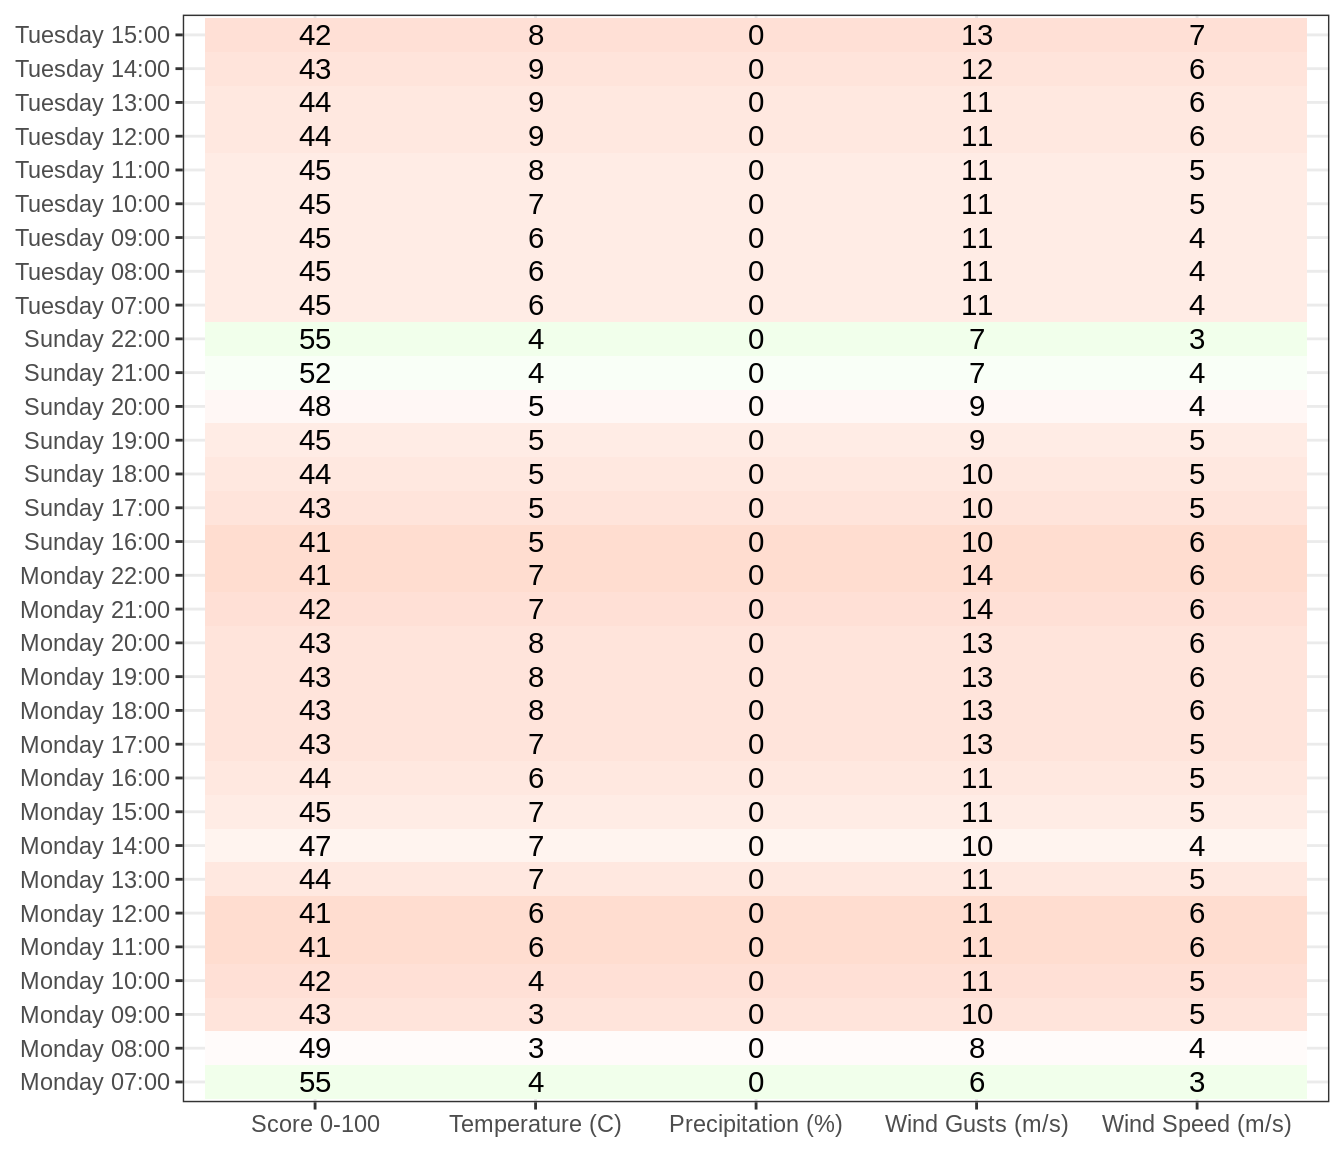 Tuesday 15:00 42 8 0 13 7
Tuesday 14:00 43 9 0 12 6
Tuesday 13:00 44 9 0 11 6
Tuesday 12:00 44 9 0 11 6
Tuesday 11:00 45 8 0 11 5
Tuesday 10:00 45 7 0 11 5
Tuesday 09:00 45 6 0 11 4
Tuesday 08:00 45 6 0 11 4
Tuesday 07:00 45 6 0 11 4
Sunday 22:00 55 4 0 7 3
Sunday 21:00 52 4 0 7 4
Sunday 20:00 48 5 0 9 4
Sunday 19:00 45 5 0 9 5
Sunday 18:00 44 5 0 10 5
Sunday 17:00 43 5 0 10 5
Sunday 16:00 41 5 0 10 6
Monday 22:00 41 7 0 14 6
Monday 21:00 42 7 0 14 6
Monday 20:00 43 8 0 13 6
Monday 19:00 43 8 0 13 6
Monday 18:00 43 8 0 13 6
Monday 17:00 43 7 0 13 5
Monday 16:00 44 6 0 11 5
Monday 15:00 45 7 0 11 5
Monday 14:00 47 7 0 10 4
Monday 13:00 44 7 0 11 5
Monday 12:00 41 6 0 11 6
Monday 11:00 41 6 0 11 6
Monday 10:00 42 4 0 11 5
Monday 09:00 43 3 0 10 5
Monday 08:00 49 3 0 8 4
Monday 07:00 55 4 0 6 3
Score 0-100 Temperature (C) Precipitation (%) Wind Gusts (m/s) Wind Speed (m/s)